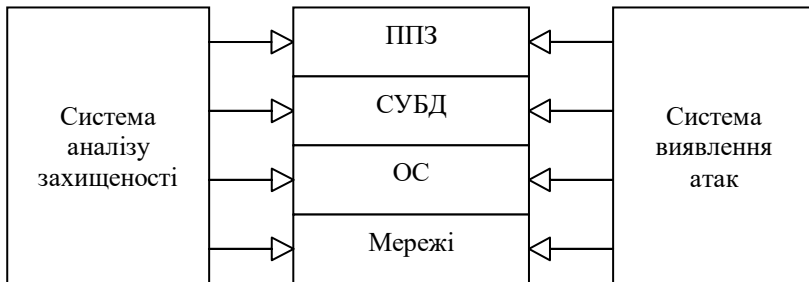 Система
аналізу
захищеності
ППЗ
СУБД
ОС
Мережі
Система
виявлення
атак